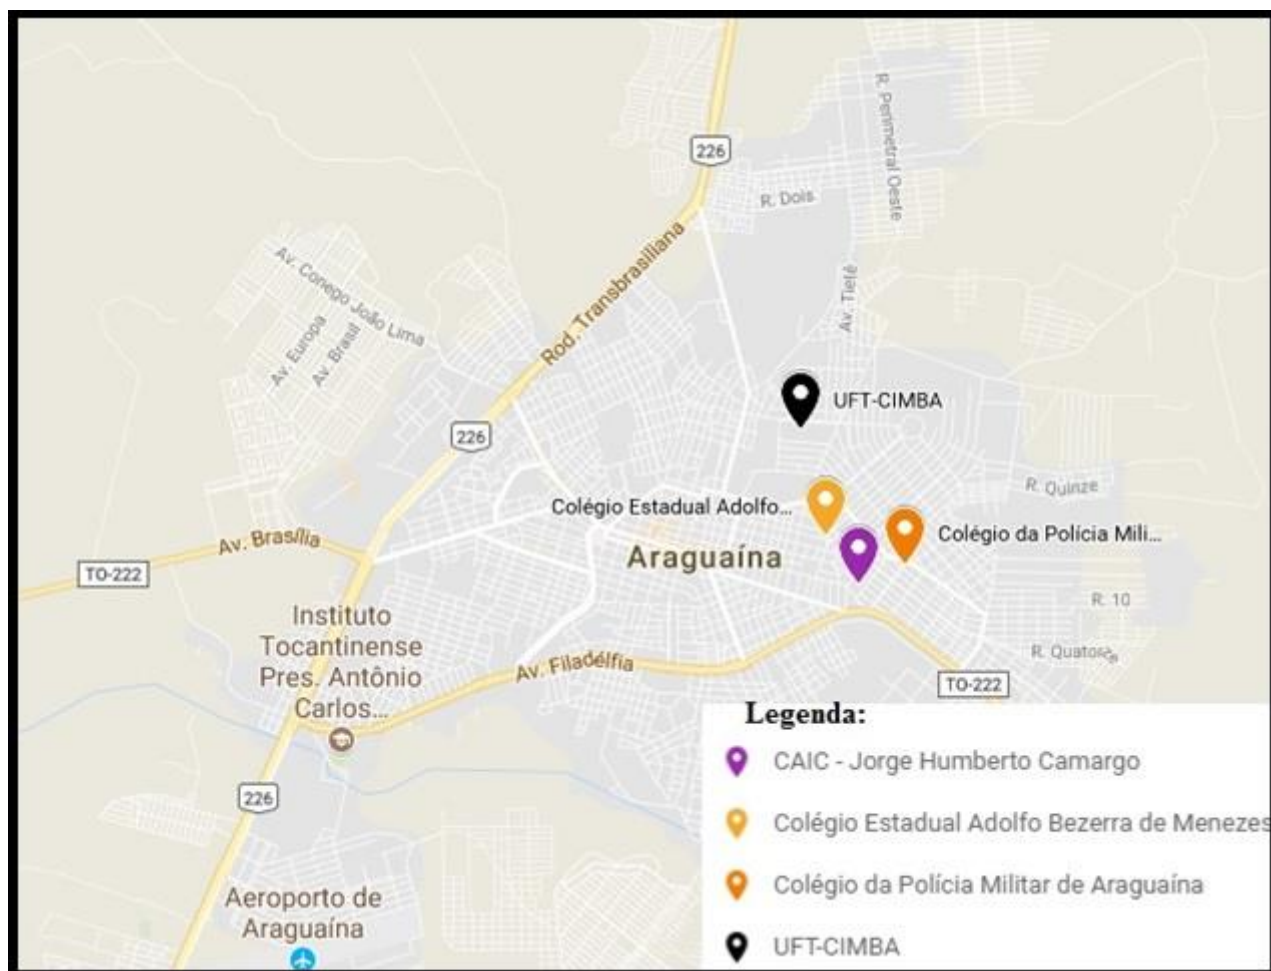 226
R. Perimetral Oeste
R. Dois
Rod. Transbrasiliana
Av. Conego João Lima
Av. Europa
Av. Brasil
Av. Tietê
UFT-CIMBA
226
R. Quinze
Colégio Estadual Adolfo...
Colégio da Polícia Mili...
Av. Brasília
Araguaína
TO-222
R. 10
Instituto
Tocantinense
Pres. Antônio
Carlos...
R. Quatorze
Av. Filadélfia
TO-222
Legenda:
CAIC - Jorge Humberto Camargo
226
Colégio Estadual Adolfo Bezerra de Menezes
Colégio da Polícia Militar de Araguaína
Aeroporto de
Araguaína
UFT-CIMBA